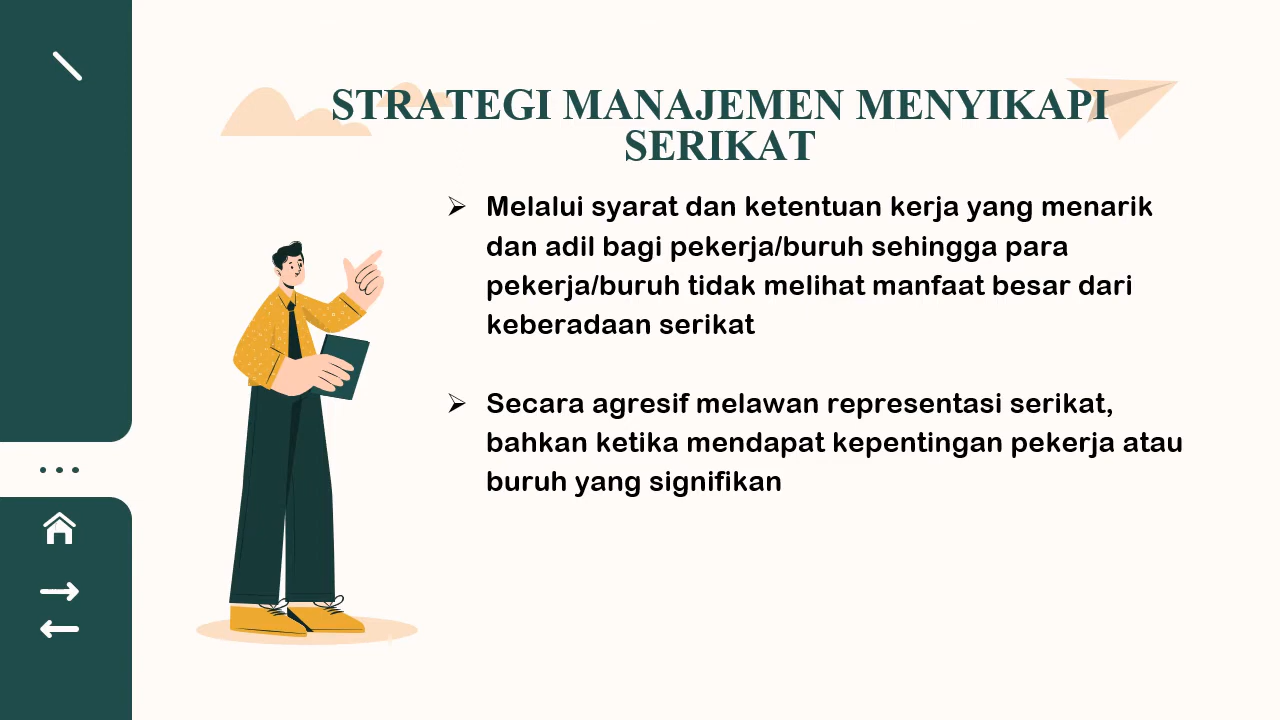 STRATEGI MANAJEMEN MENYIKAPI
SERIKAT
➢ Melalui syarat dan ketentuan kerja yang menarik
dan adil bagi pekerja/buruh sehingga para
pekerja/buruh tidak melihat manfaat besar dari
keberadaan serikat
➢ Secara agresif melawan representasi serikat,
bahkan ketika mendapat kepentingan pekerja atau
buruh yang signifikan